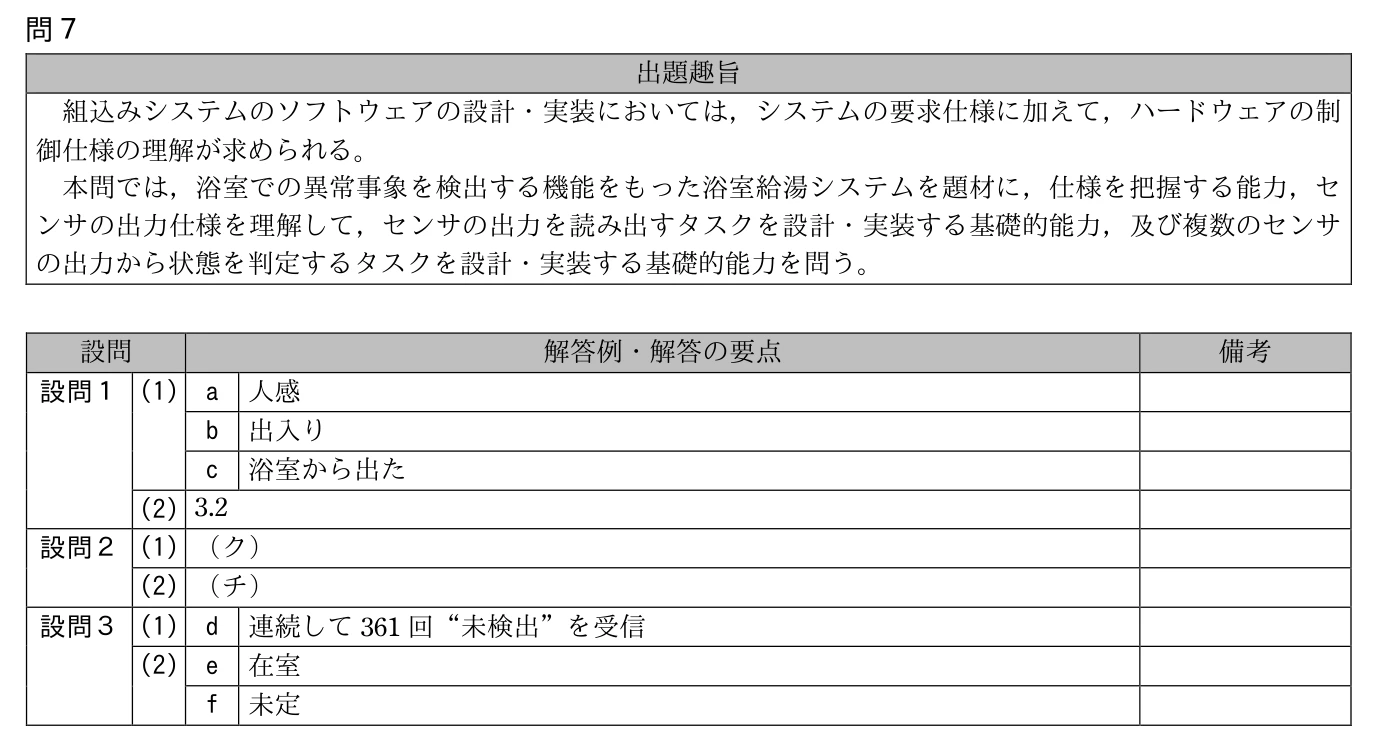 問7
出題趣旨
組込みシステムのソフトウェアの設計・実装においては，システムの要求仕様に加えて，ハードウェアの制
御仕様の理解が求められる。
本問では，浴室での異常事象を検出する機能をもった浴室給湯システムを題材に，仕様を把握する能力，セ
ンサの出力仕様を理解して，センサの出力を読み出すタスクを設計・実装する基礎的能力，及び複数のセンサ
の出力から状態を判定するタスクを設計・実装する基礎的能力を問う。
設問 解答例・解答の要点 備考
設問1 (1) a 人感
b 出入り
c 浴室から出た
(2) 3.2
設問2 (1) （ク）
(2) （チ）
設問3 (1) d 連続して 361 回“未検出”を受信
(2) e 在室
f 未定